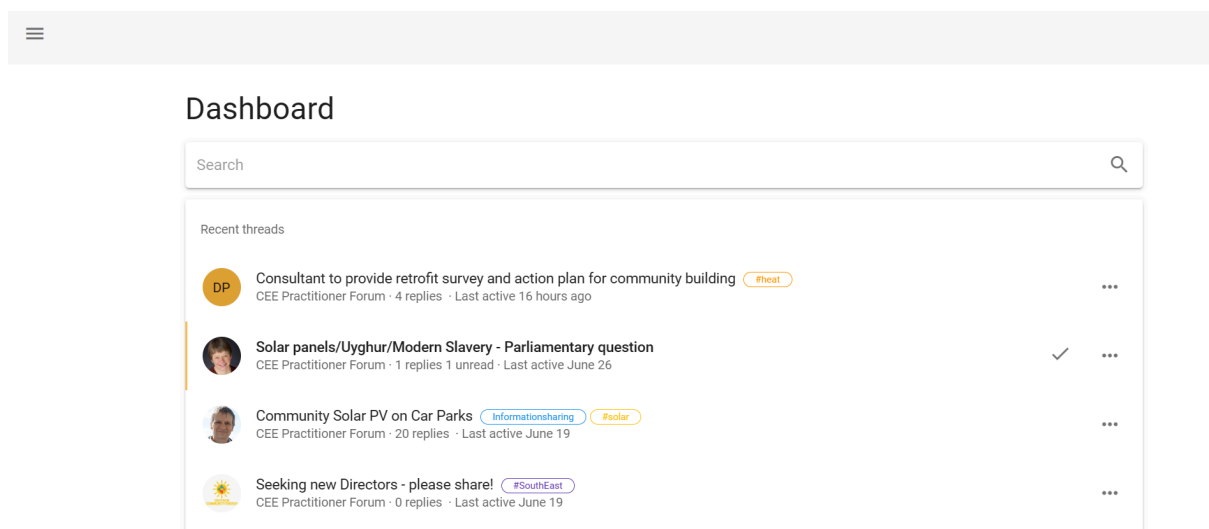 Dashboard
Search
Recent threads
DP
Consultant to provide retrofit survey and action plan for community building #heat
CEE Practitioner Forum · 4 replies · Last active 16 hours ago
Solar panels/Uyghur/Modern Slavery - Parliamentary question
CEE Practitioner Forum · 1 replies 1 unread · Last active June 26
Community Solar PV on Car Parks Informationsharing #solar
CEE Practitioner Forum · 20 replies · Last active June 19
Seeking new Directors - please share! #SouthEast
CEE Practitioner Forum · 0 replies · Last active June 19